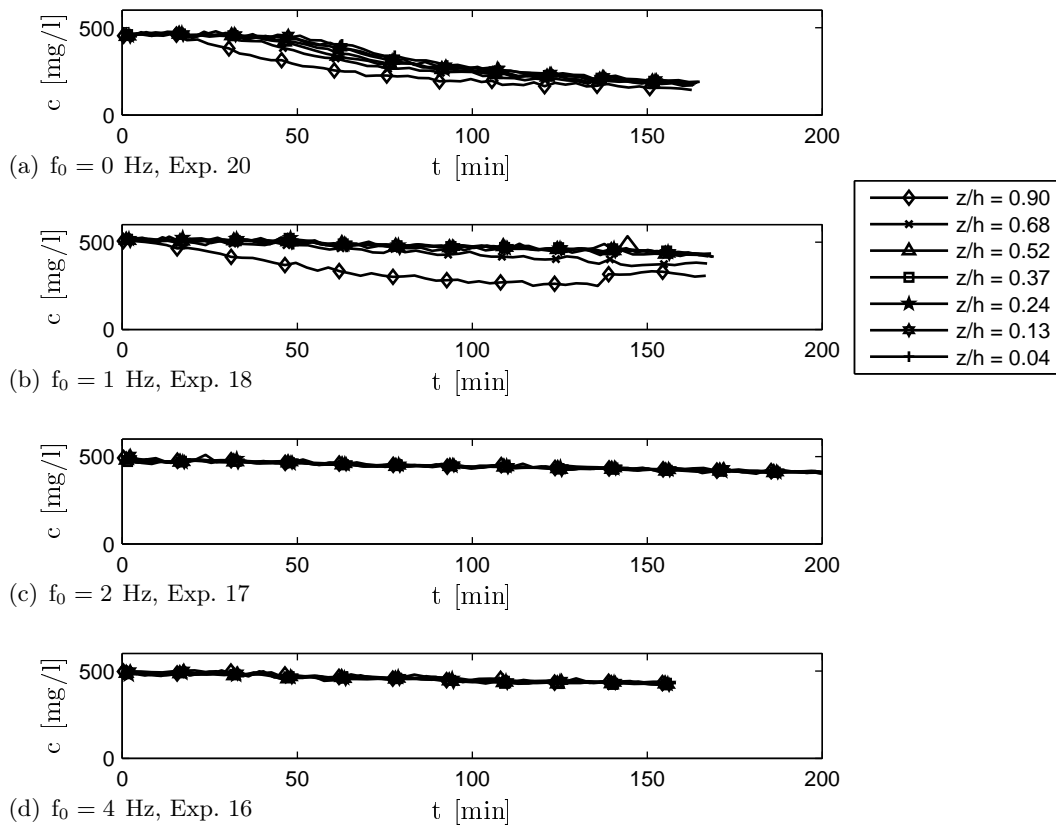 500
0
c [mg/l]
0
50
100
150
200
t [min]
(a) f₀ = 0 Hz, Exp. 20
500
0
c [mg/l]
0
50
100
150
200
t [min]
(b) f₀ = 1 Hz, Exp. 18
z/h = 0.90
z/h = 0.68
z/h = 0.52
z/h = 0.37
z/h = 0.24
z/h = 0.13
z/h = 0.04
500
0
c [mg/l]
0
50
100
150
200
t [min]
(c) f₀ = 2 Hz, Exp. 17
500
0
c [mg/l]
0
50
100
150
200
t [min]
(d) f₀ = 4 Hz, Exp. 16